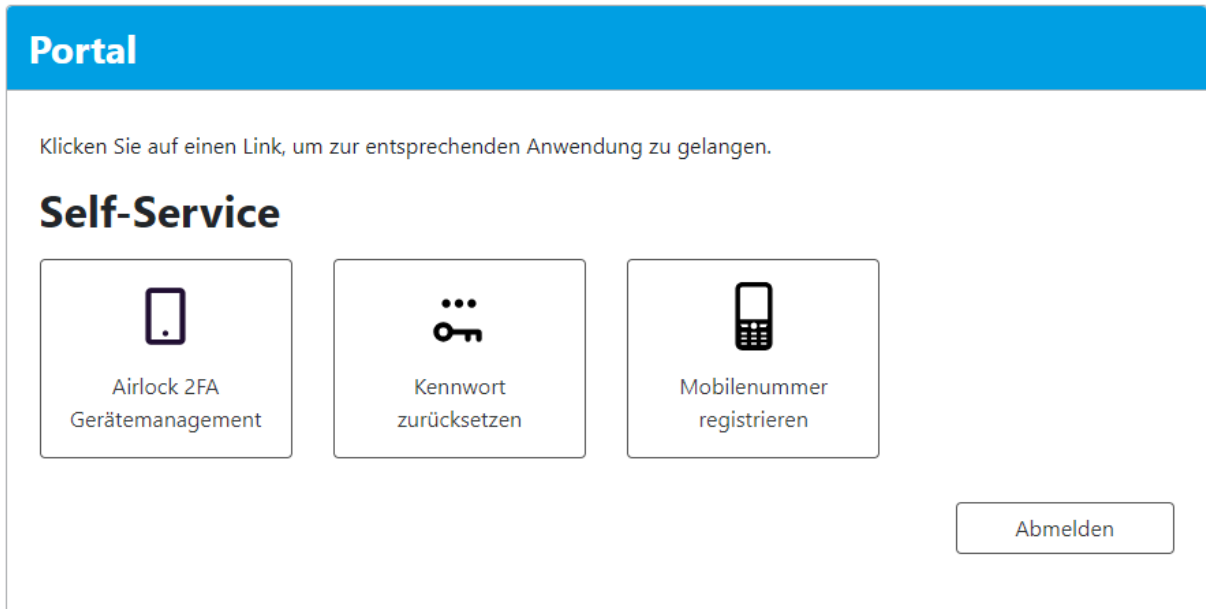 Portal
Klicken Sie auf einen Link, um zur entsprechenden Anwendung zu gelangen.
Self-Service
Airlock 2FA
Gerätemanagement
Kennwort
zurücksetzen
Mobilenummer
registrieren
Abmelden